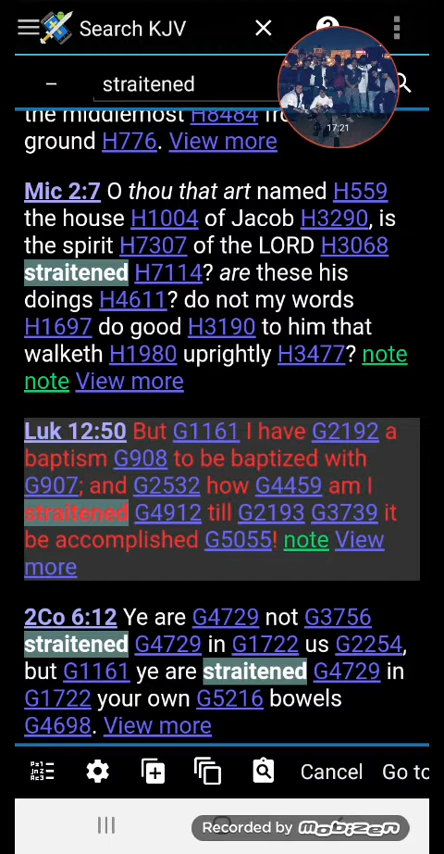 Search KJV
straitened
17:21
the middlemost H8484
ground H776. View more
Mic 2:7 O thou that art named H559
the house H1004 of Jacob H3290, is
the spirit H7307 of the LORD H3068
straitened H7114? are these his
doings H4611? do not my words
H1697 do good H3190 to him that
walketh H1980 uprightly H3477? note
note View more
Luk 12:50 But G1161 I have G2192 a
baptism G908 to be baptized with
G907; and G2532 how G4459 am I
straitened G4912 till G2193 G3739 it
be accomplished G5055! note View
more
2Co 6:12 Ye are G4729 not G3756
straitened G4729 in G1722 us G2254,
but G1161 ye are straitened G4729 in
G1722 your own G5216 bowels
G4698. View more
Cancel Go to
Recorded by Mobizen